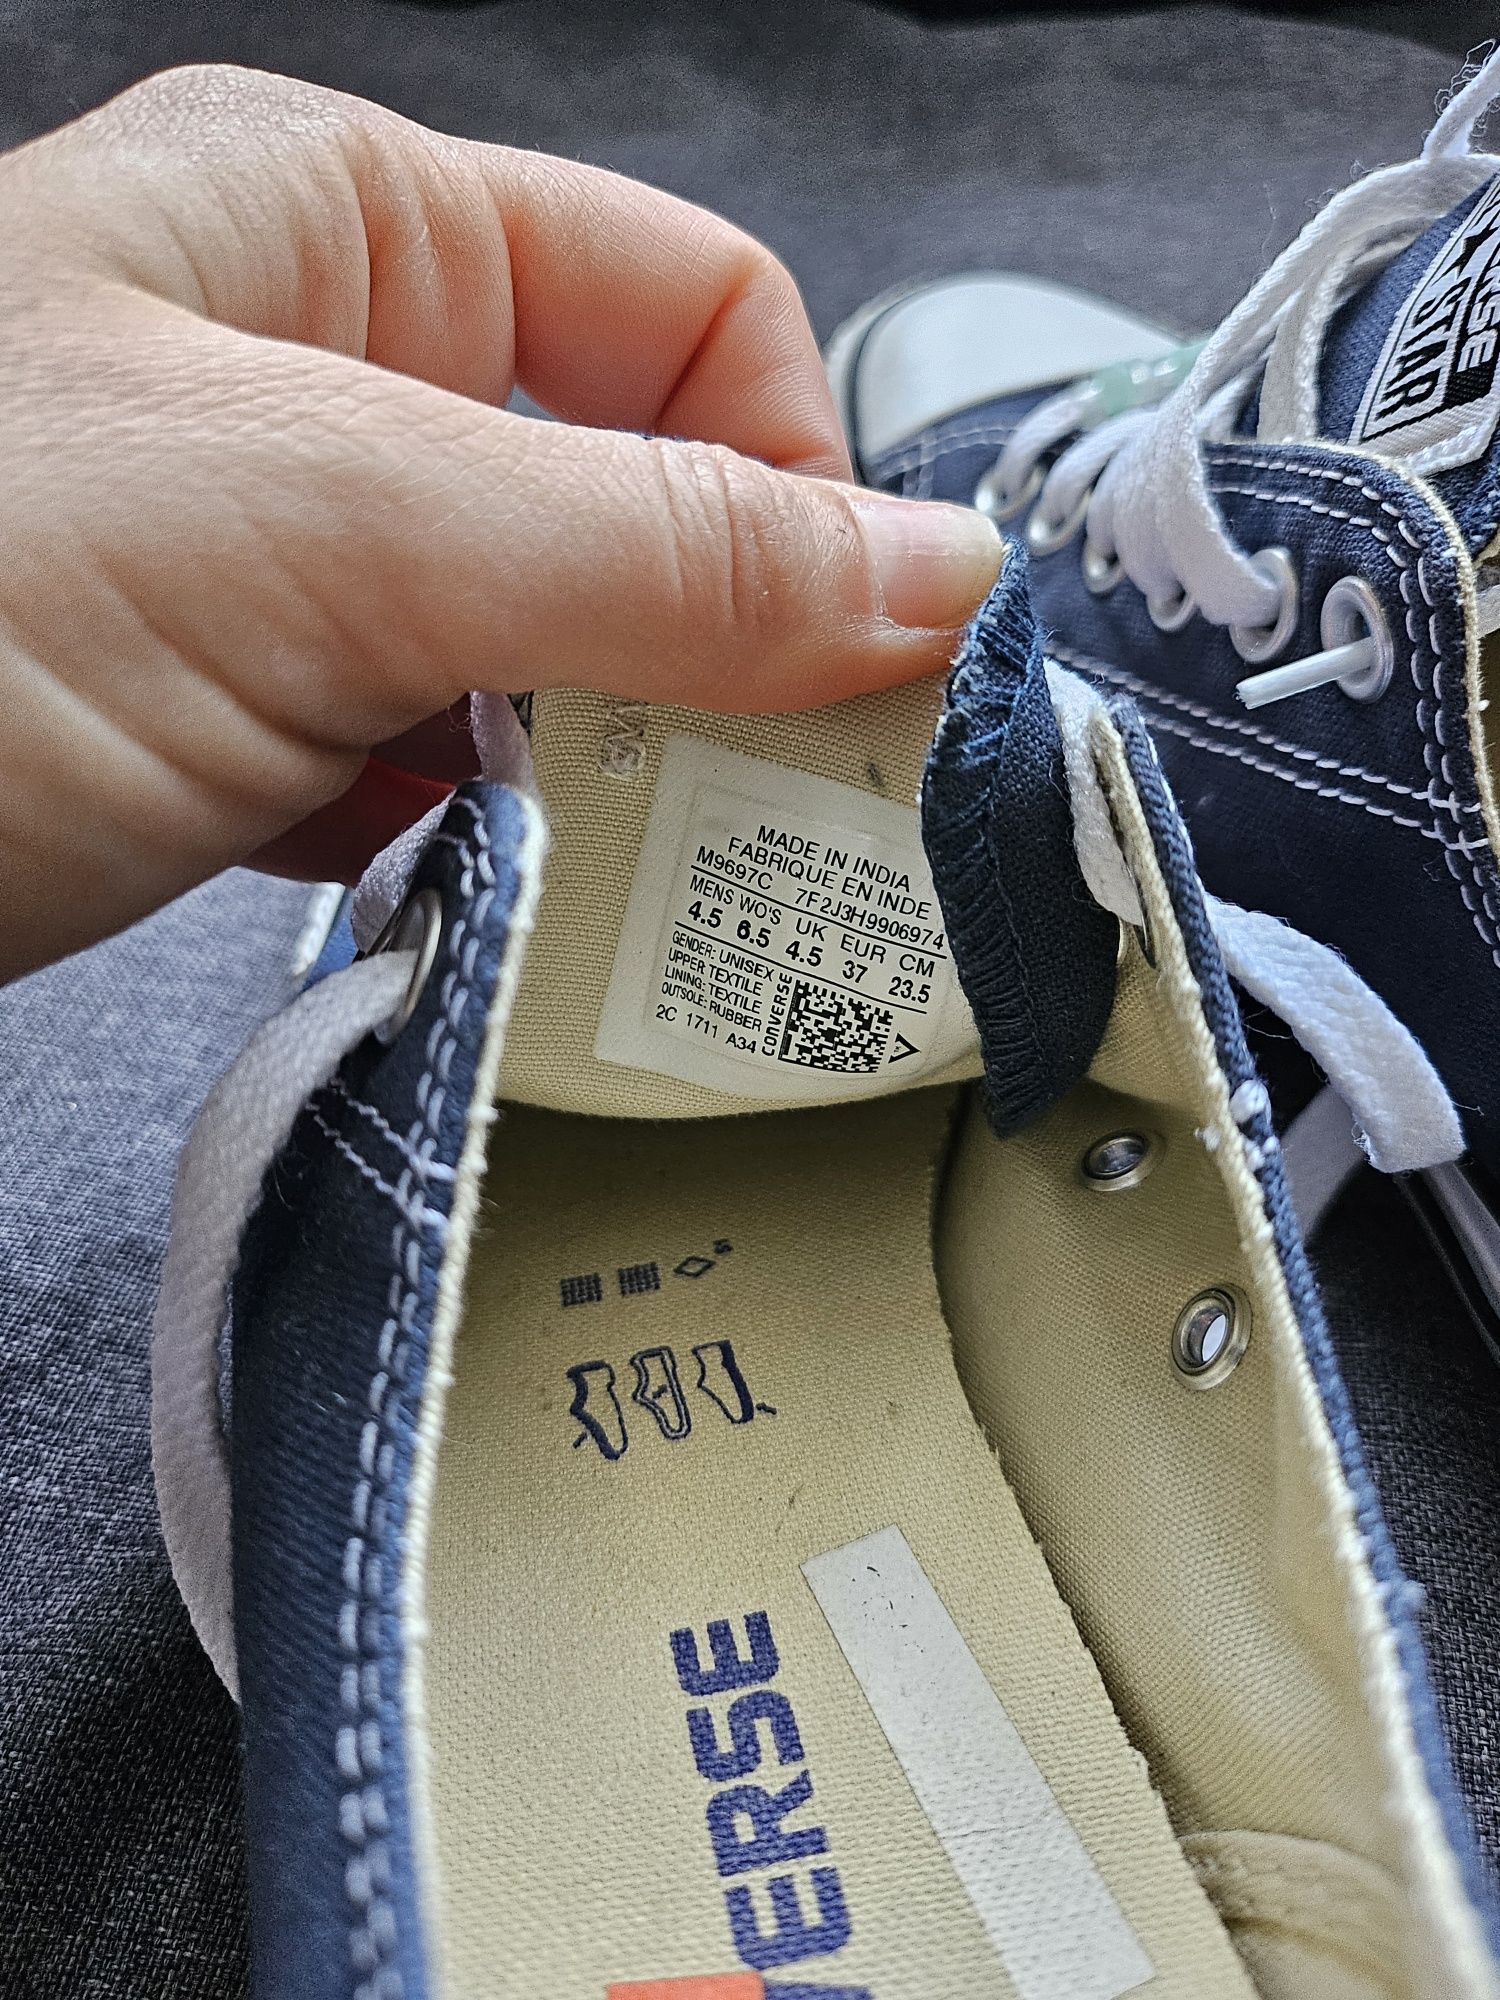 STAR
MADE IN INDIA
FABRIQUE EN INDE
M9697C 7F2J3H9906974
MENS WO'S UK EUR CM
4.5 6.5 4.5 37 23.5
GENDER: UNISEX
UPPER TEXTILE
LINING: TEXTILE
OUTSOLE: RUBBER
2C 1711 A34
CONVERSE
VERSE